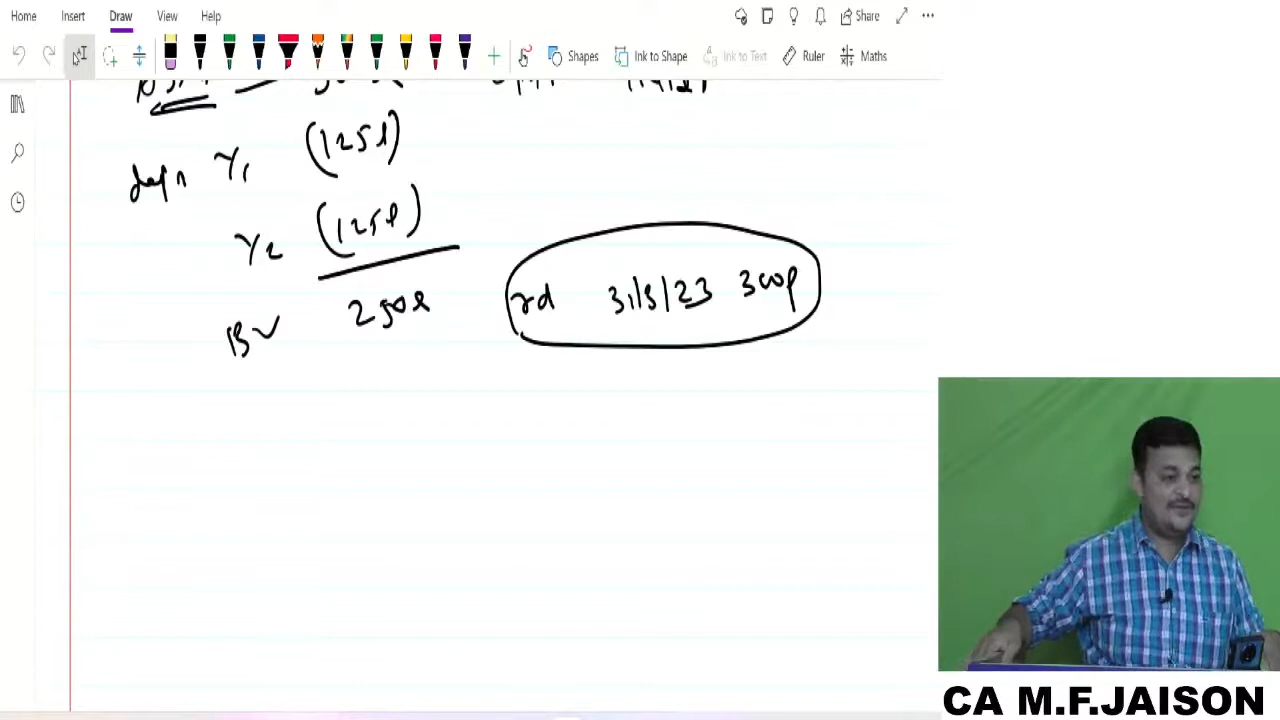 Home Insert Draw View Help
Share
Shapes Ink to Shape Ink to Text Ruler Maths
depn Y1 (125l)
Y2 (125l)
BV 250l
rd 31/3/23 300l
CA M.F.JAISON